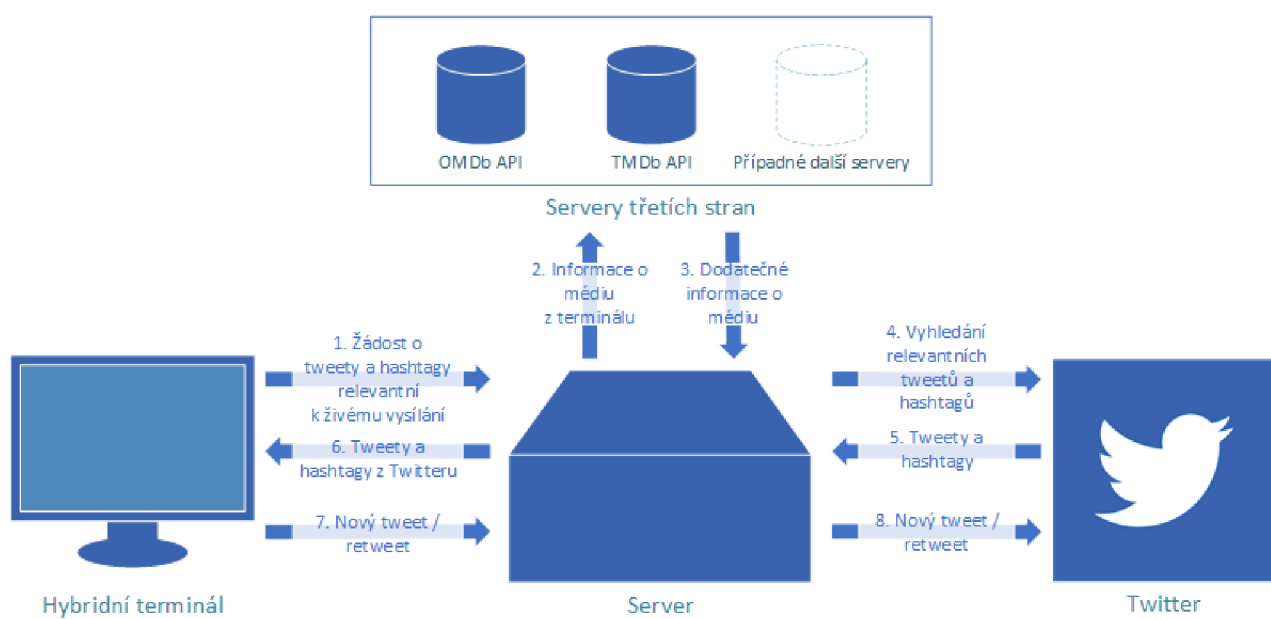 OMDb API
TMDb API
Případné další servery
Servery třetích stran
2. Informace o
médiu
z terminálu
3. Dodatečné
informace o
médiu
1. Žádost o
tweety a hashtagy
relevantní
k živému vysílání
4. Vyhledání
relevantních
tweetů a
hashtagů
6. Tweety a
hashtagy z Twitteru
5. Tweety a
hashtagy
7. Nový tweet /
retweet
8. Nový tweet /
retweet
Hybridní terminál
Server
Twitter